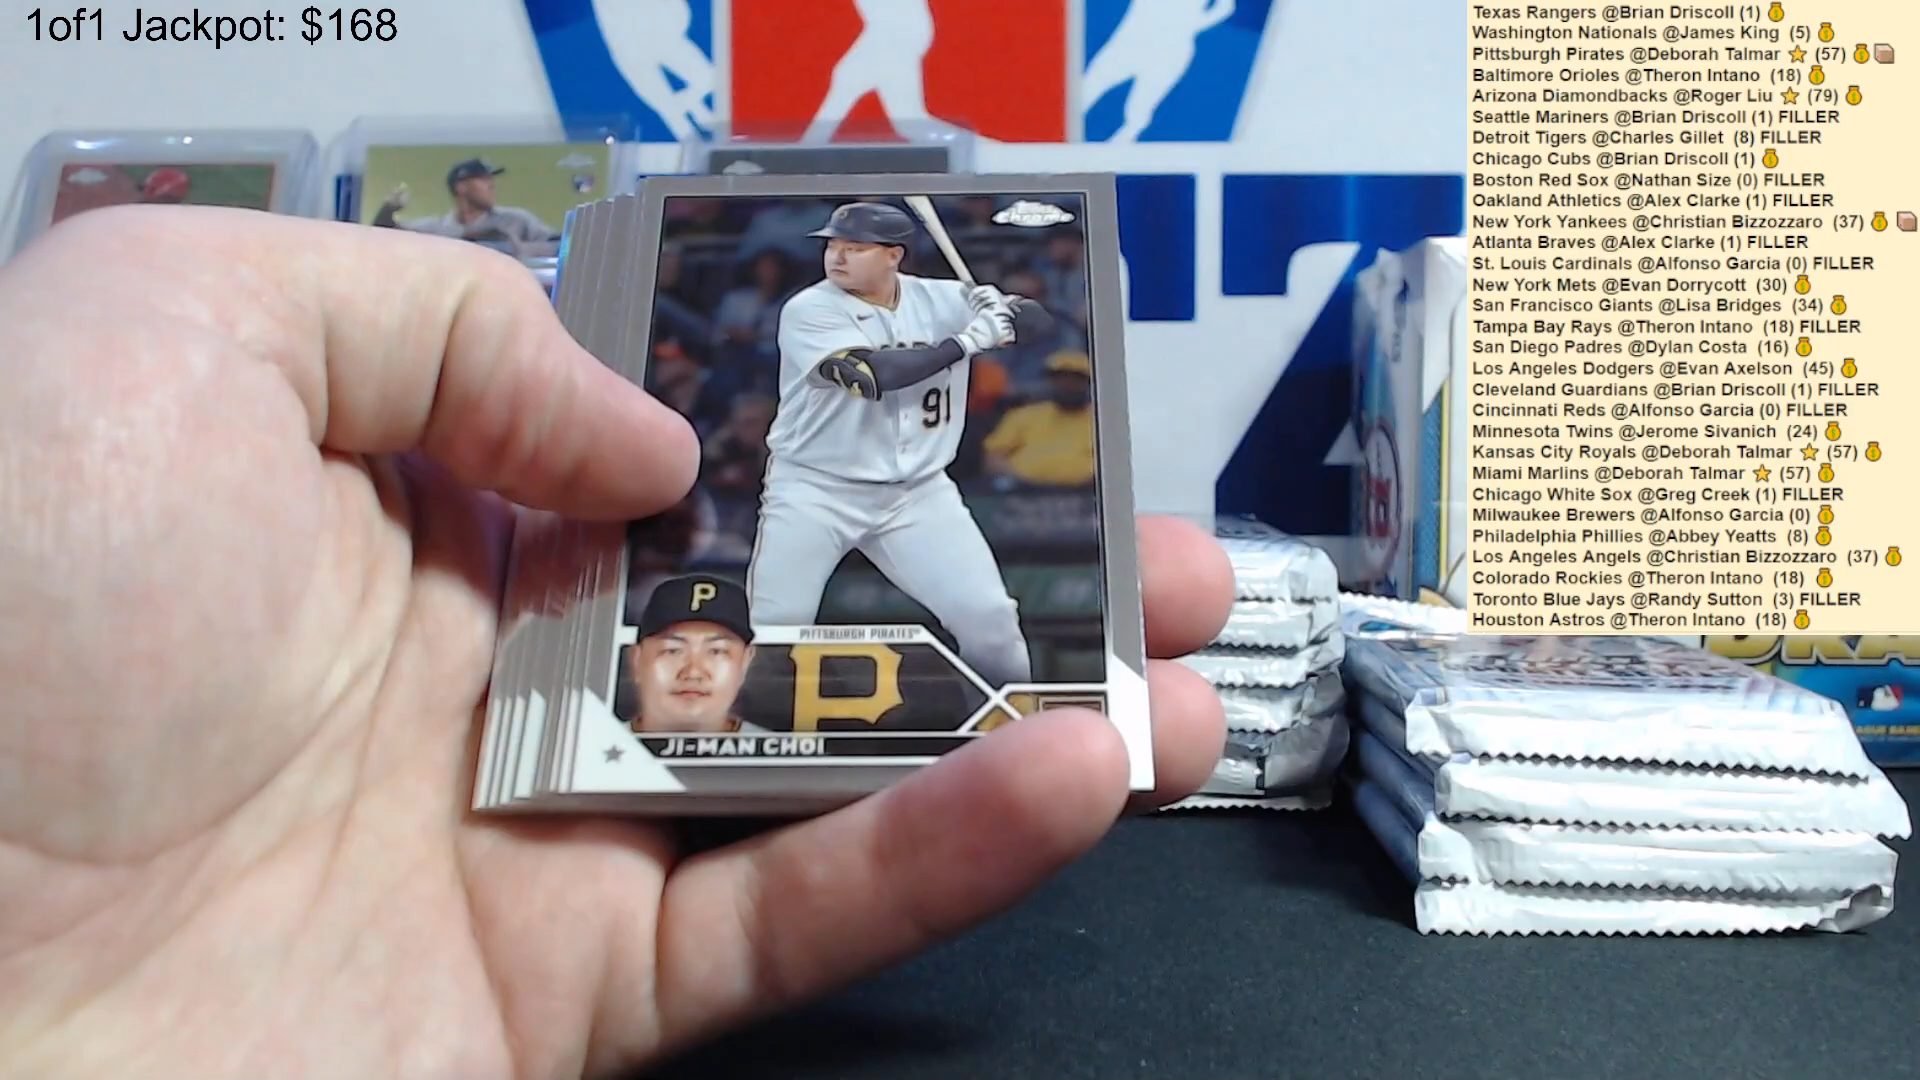 1of1 Jackpot: $168
Texas Rangers @Brian Driscoll (1)
Washington Nationals @James King (5)
Pittsburgh Pirates @Deborah Talmar (57)
Baltimore Orioles @Theron Intano (18)
Arizona Diamondbacks @Roger Liu (79)
Seattle Mariners @Brian Driscoll (1) FILLER
Detroit Tigers @Charles Gillet (8) FILLER
Chicago Cubs @Brian Driscoll (1)
Boston Red Sox @Nathan Size (0) FILLER
Oakland Athletics @Alex Clarke (1) FILLER
New York Yankees @Christian Bizzozzaro (37)
Atlanta Braves @Alex Clarke (1) FILLER
St. Louis Cardinals @Alfonso Garcia (0) FILLER
New York Mets @Evan Dorrycott (30)
San Francisco Giants @Lisa Bridges (34)
Tampa Bay Rays @Theron Intano (18) FILLER
San Diego Padres @Dylan Costa (16)
Los Angeles Dodgers @Evan Axelson (45)
Cleveland Guardians @Brian Driscoll (1) FILLER
Cincinnati Reds @Alfonso Garcia (0) FILLER
Minnesota Twins @Jerome Sivanich (24)
Kansas City Royals @Deborah Talmar (57)
Miami Marlins @Deborah Talmar (57)
Chicago White Sox @Greg Creek (1) FILLER
Milwaukee Brewers @Alfonso Garcia (0)
Philadelphia Phillies @Abbey Yeatts (8)
Los Angeles Angels @Christian Bizzozzaro (37)
Colorado Rockies @Theron Intano (18)
Toronto Blue Jays @Randy Sutton (3) FILLER
Houston Astros @Theron Intano (18)
Topps
Chrome
91
P
PITTSBURGH PIRATES
P
JI-MAN CHOI